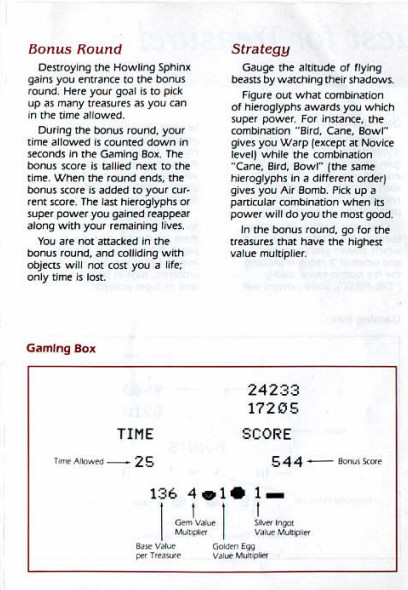 Bonus Round
Destroying the Howling Sphinx
gains you entrance to the bonus
round. Here your goal is to pick
up as many treasures as you can
in the time allowed.
During the bonus round, your
time allowed is counted down in
seconds in the Gaming Box. The
bonus score is tallied next to the
time. When the round ends, the
bonus score is added to your cur-
rent score. The last hieroglyphs or
super power you gained reappear
along with your remaining lives.
You are not attacked in the
bonus round, and colliding with
objects will not cost you a life;
only time is lost.
Strategy
Gauge the altitude of flying
beasts by watching their shadows.
Figure out what combination
of hieroglyphs awards you which
super power. For instance, the
combination "Bird, Cane, Bowl"
gives you Warp (except at Novice
level) while the combination
"Cane, Bird, Bowl" (the same
hieroglyphs in a different order)
gives you Air Bomb. Pick up a
particular combination when its
power will do you the most good.
In the bonus round, go for the
treasures that have the highest
value multiplier.
Gaming Box
24233
17205
TIME SCORE
Time Allowed 25 544 Bonus Score
136 4 1 1
Gem Value Multiplier
Silver Ingot Value Multiplier
Base Value per Treasure
Golden Egg Value Multiplier